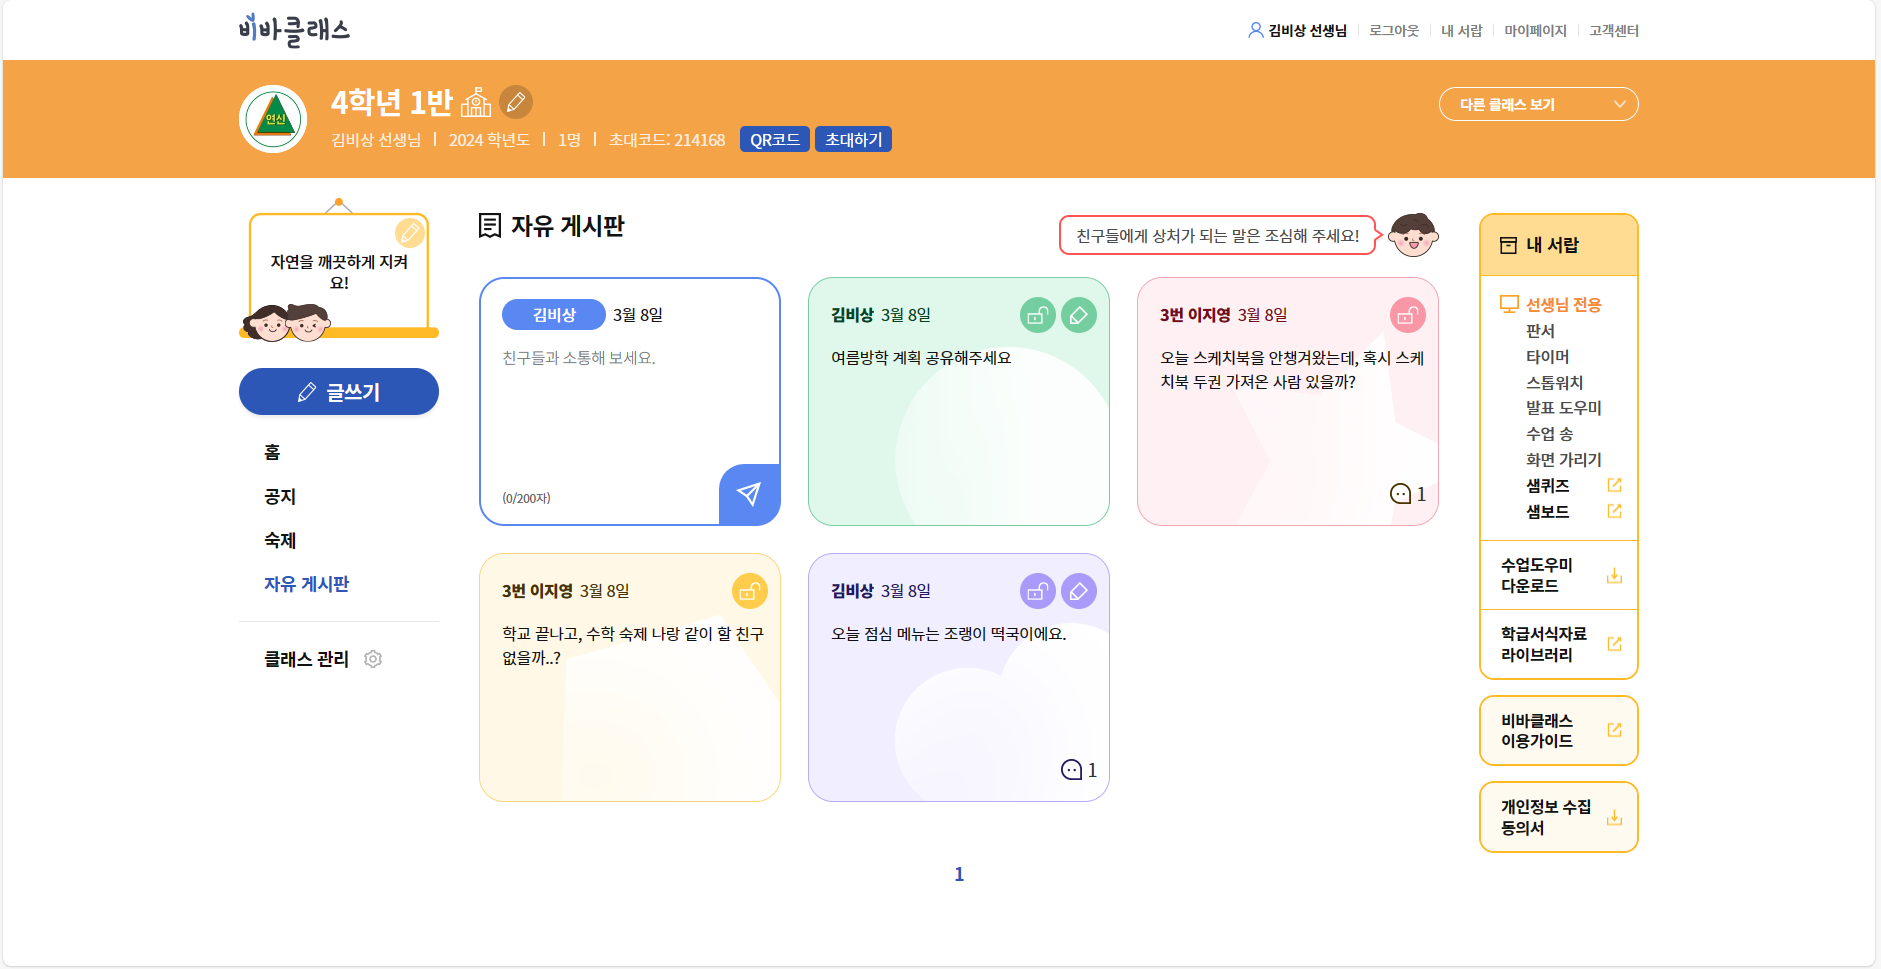 비바클래스
김비상 선생님
로그아웃
내 서랍
마이페이지
고객센터
연신
4학년 1반
김비상 선생님 | 2024 학년도 | 1명 | 초대코드: 214168
QR코드
초대하기
다른 클래스 보기
자연을 깨끗하게 지켜
요!
글쓰기
홈
공지
숙제
자유 게시판
클래스 관리
자유 게시판
친구들에게 상처가 되는 말은 조심해 주세요!
김비상 3월 8일
친구들과 소통해 보세요.
(0/200자)
김비상 3월 8일
여름방학 계획 공유해주세요
3번 이지영 3월 8일
오늘 스케치북을 안챙겨왔는데, 혹시 스케
치북 두권 가져온 사람 있을까?
1
3번 이지영 3월 8일
학교 끝나고, 수학 숙제 나랑 같이 할 친구
없을까..?
김비상 3월 8일
오늘 점심 메뉴는 조랭이 떡국이에요.
1
1
내 서랍
선생님 전용
판서
타이머
스톱워치
발표 도우미
수업 송
화면 가리기
샘퀴즈
샘보드
수업도우미
다운로드
학급서식자료
라이브러리
비바클래스
이용가이드
개인정보 수집
동의서